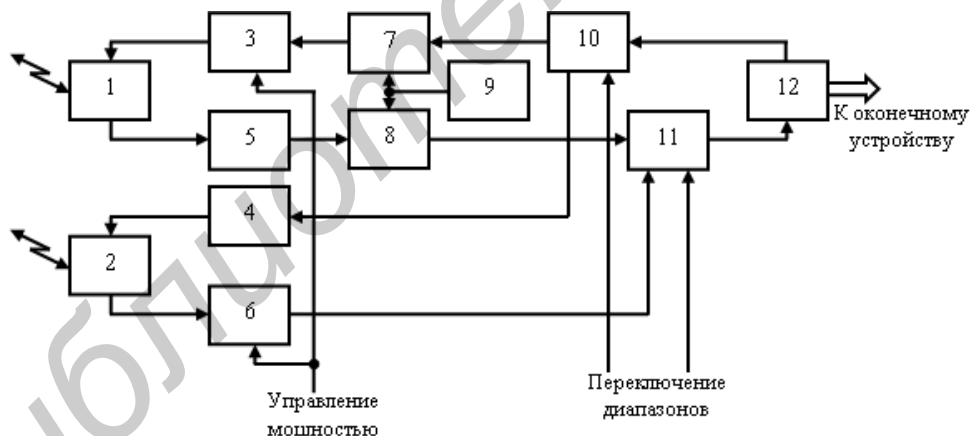 3
7
10
1
9
12
К оконечному
устройству
5
8
11
4
2
6
Управление
мощностью
Переключение
диапазонов